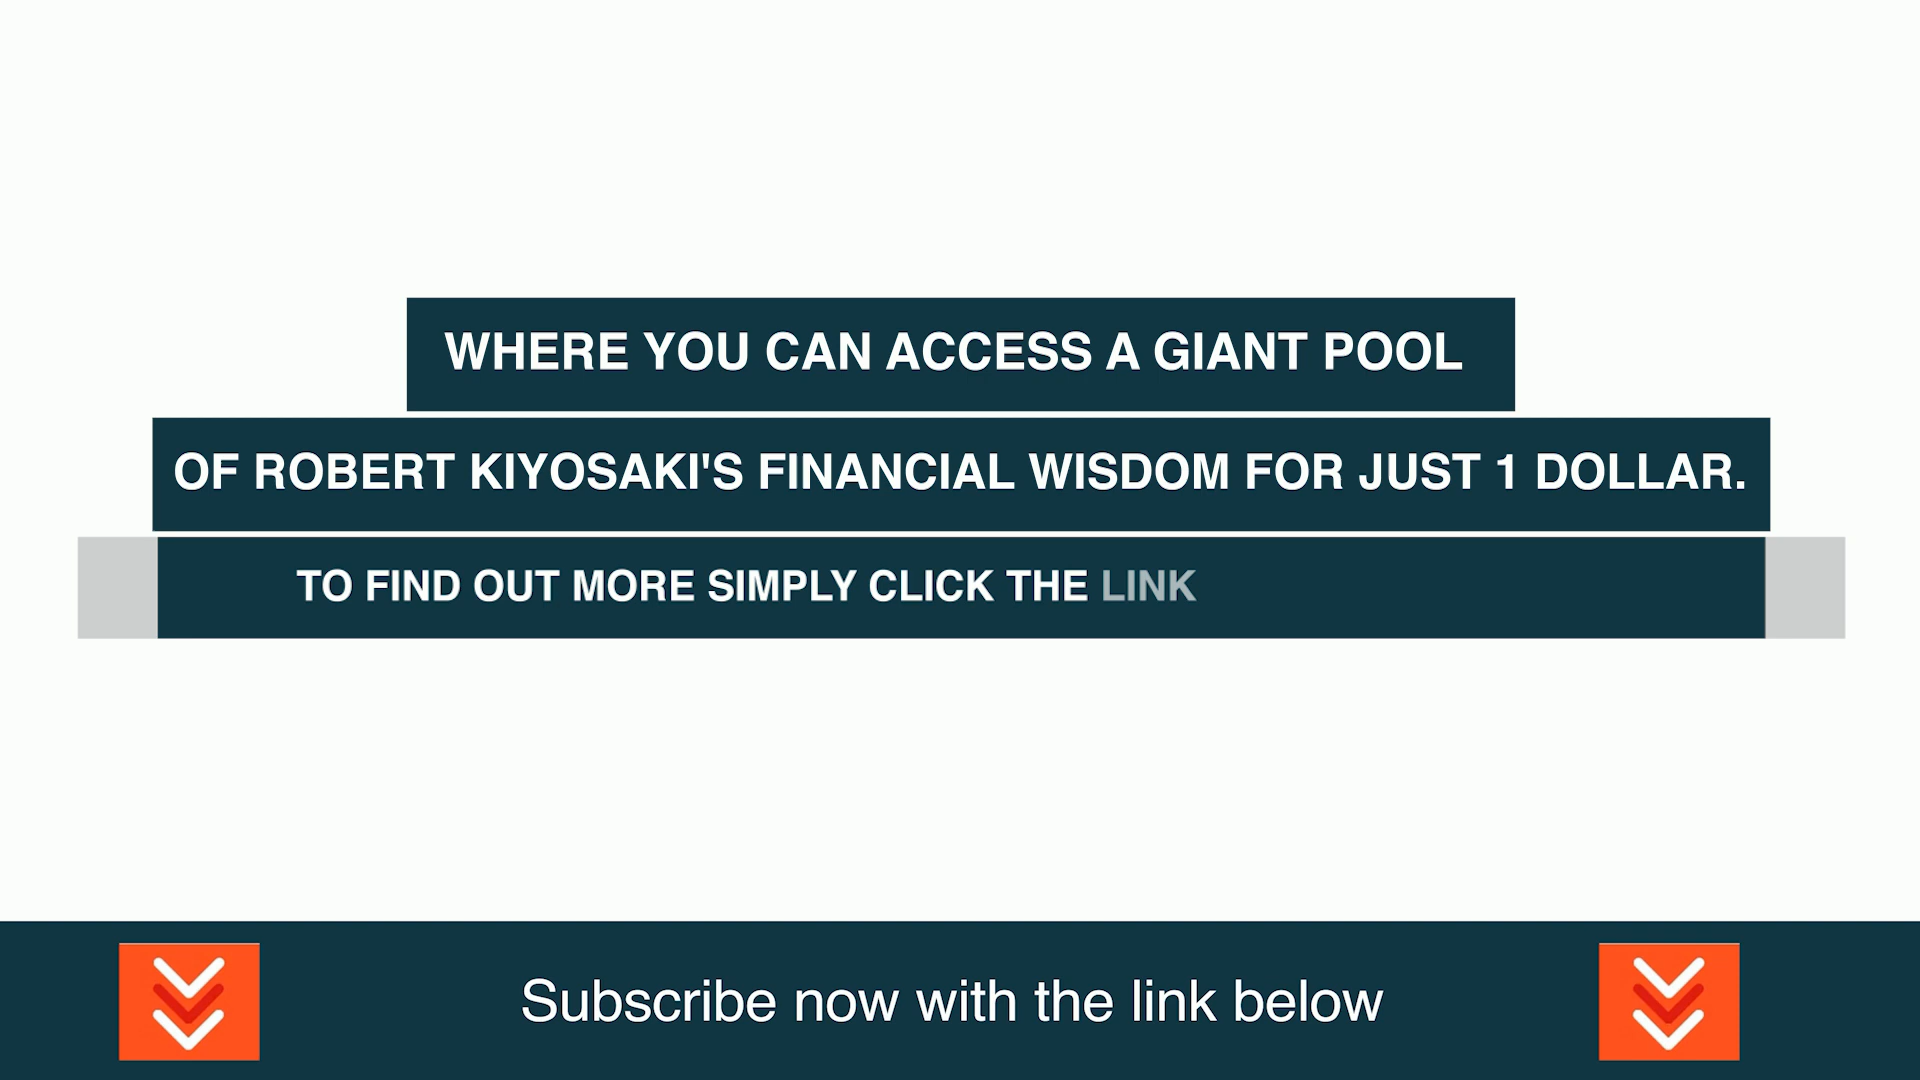 WHERE YOU CAN ACCESS A GIANT POOL
OF ROBERT KIYOSAKI'S FINANCIAL WISDOM FOR JUST 1 DOLLAR.
TO FIND OUT MORE SIMPLY CLICK THE LINK
Subscribe now with the link below